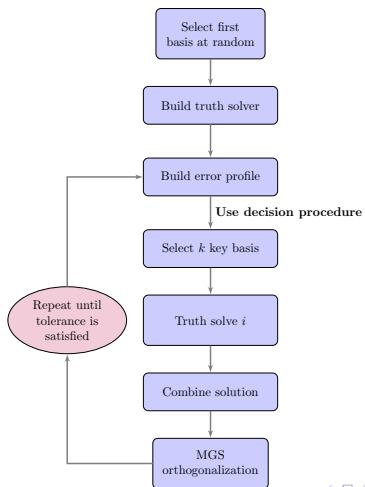 Select first
basis at random
Build truth solver
Build error profile
Use decision procedure
Select k key basis
Repeat until
tolerance is
satisfied
Truth solve i
Combine solution
MGS
orthogonalization